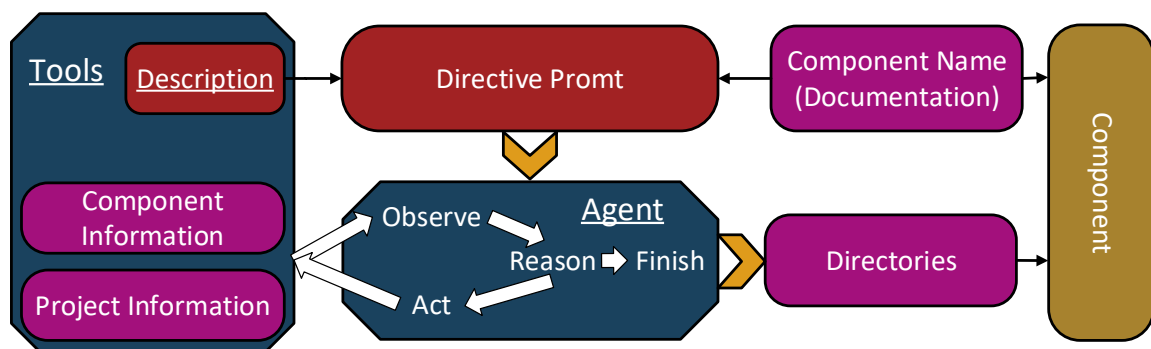 Tools
Description
Directive Promt
Component Name
(Documentation)
Component
Component
Information
Project Information
Observe
Agent
Reason
Finish
Act
Directories